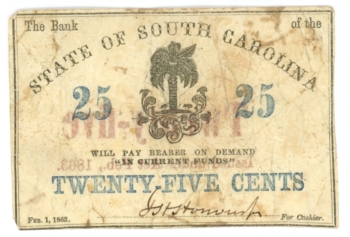 The Bank of the
STATE OF SOUTH CAROLINA
25 25
WILL PAY BEARER ON DEMAND
"IN CURRENT FUNDS"
TWENTY-FIVE CENTS
FEB. 1, 1863. For Cashier.